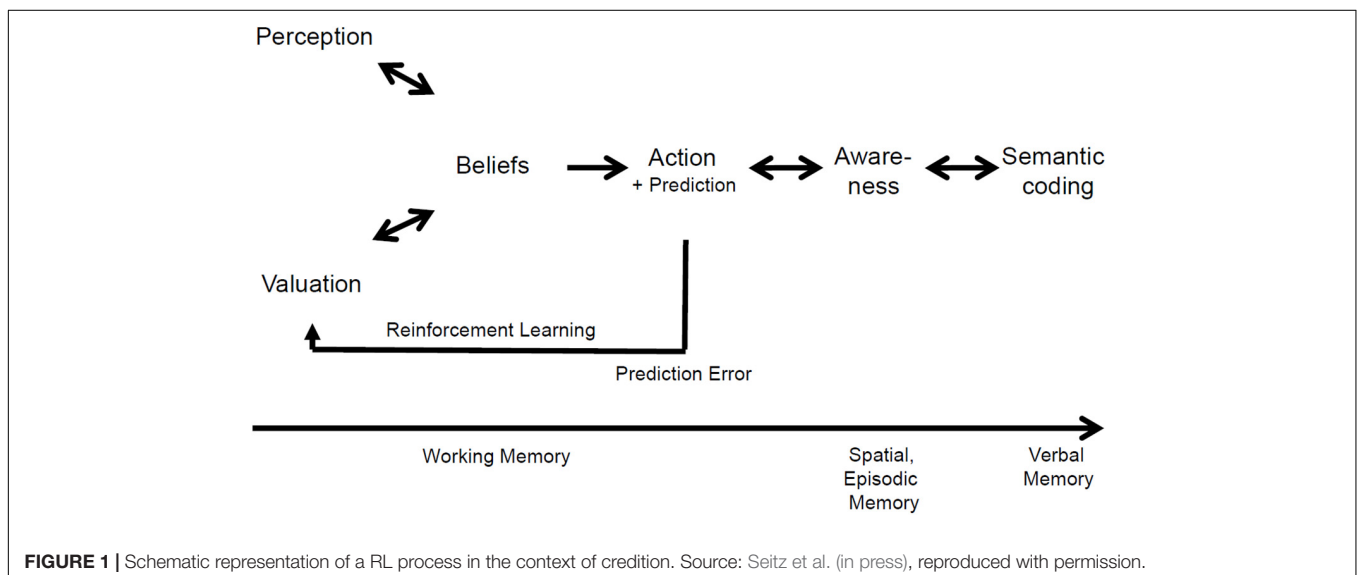 Perception
Beliefs
Action
+ Prediction
Aware-
ness
Semantic
coding
Valuation
Reinforcement Learning
Prediction Error
Working Memory
Spatial,
Episodic
Memory
Verbal
Memory
FIGURE 1 | Schematic representation of a RL process in the context of credition. Source: Seitz et al. (in press), reproduced with permission.